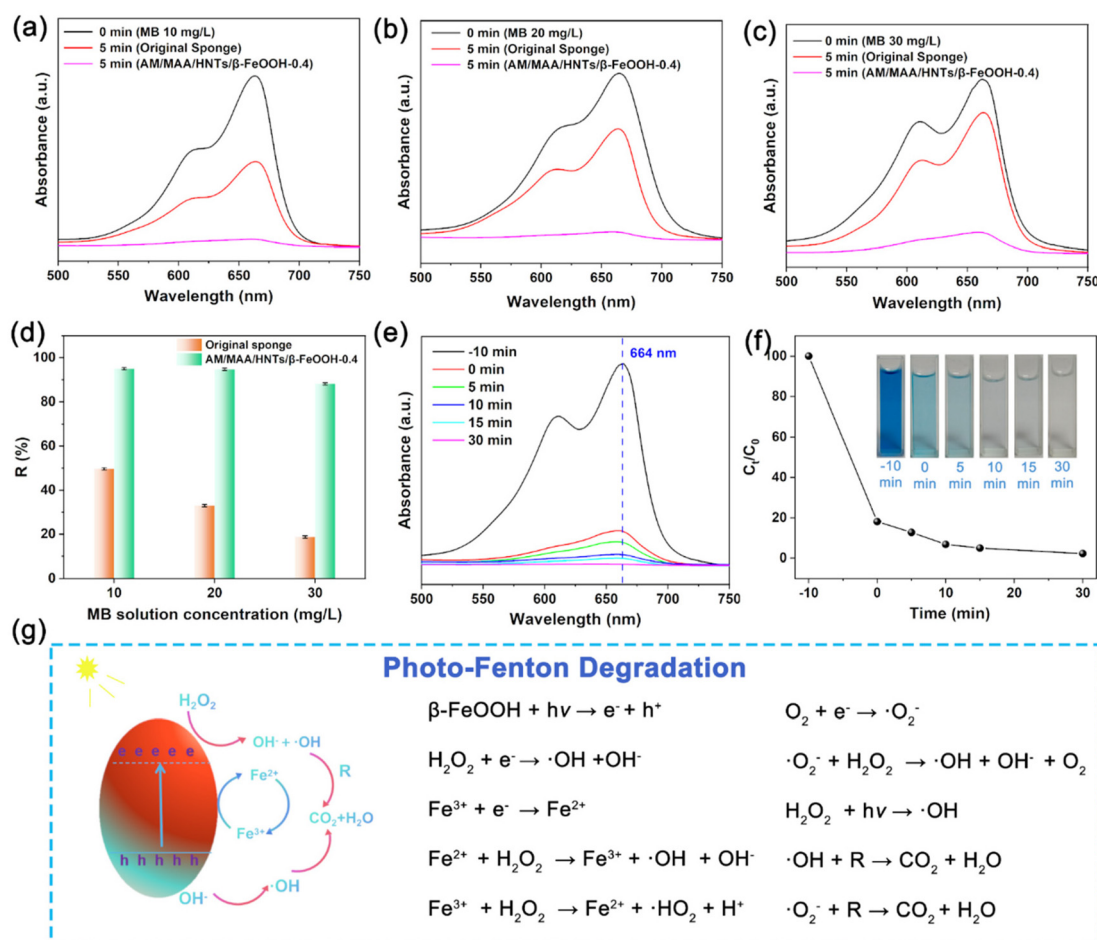 (a)
0 min (MB 10 mg/L)
5 min (Original Sponge)
5 min (AM/MAA/HNTs/β-FeOOH-0.4)
Absorbance (a.u.)
500 550 600 650 700 750
Wavelength (nm)
(b)
0 min (MB 20 mg/L)
5 min (Original Sponge)
5 min (AM/MAA/HNTs/β-FeOOH-0.4)
Absorbance (a.u.)
500 550 600 650 700 750
Wavelength (nm)
(c)
0 min (MB 30 mg/L)
5 min (Original Sponge)
5 min (AM/MAA/HNTs/β-FeOOH-0.4)
Absorbance (a.u.)
500 550 600 650 700 750
Wavelength (nm)
(d)
Original sponge
AM/MAA/HNTs/β-FeOOH-0.4
R (%)
100
80
60
40
20
0
10 20 30
MB solution concentration (mg/L)
(e)
-10 min
0 min
5 min
10 min
15 min
30 min
664 nm
Absorbance (a.u.)
500 550 600 650 700 750
Wavelength (nm)
(f)
Cₜ/C₀
100
80
60
40
20
0
-10 0 5 10 15 30
min min min min min min
-10 0 10 20 30
Time (min)
(g)
Photo-Fenton Degradation
H₂O₂
e e e e e
OH⁻ + ·OH
Fe²⁺
R
Fe³⁺
CO₂+H₂O
h h h h h
OH⁻
·OH
β-FeOOH + hν → e⁻ + h⁺
H₂O₂ + e⁻ → ·OH +OH⁻
Fe³⁺ + e⁻ → Fe²⁺
Fe²⁺ + H₂O₂ → Fe³⁺ + ·OH + OH⁻
Fe³⁺ + H₂O₂ → Fe²⁺ + ·HO₂ + H⁺
O₂ + e⁻ → ·O₂⁻
·O₂⁻ + H₂O₂ → ·OH + OH⁻ + O₂
H₂O₂ + hν → ·OH
·OH + R → CO₂ + H₂O
·O₂⁻ + R → CO₂ + H₂O